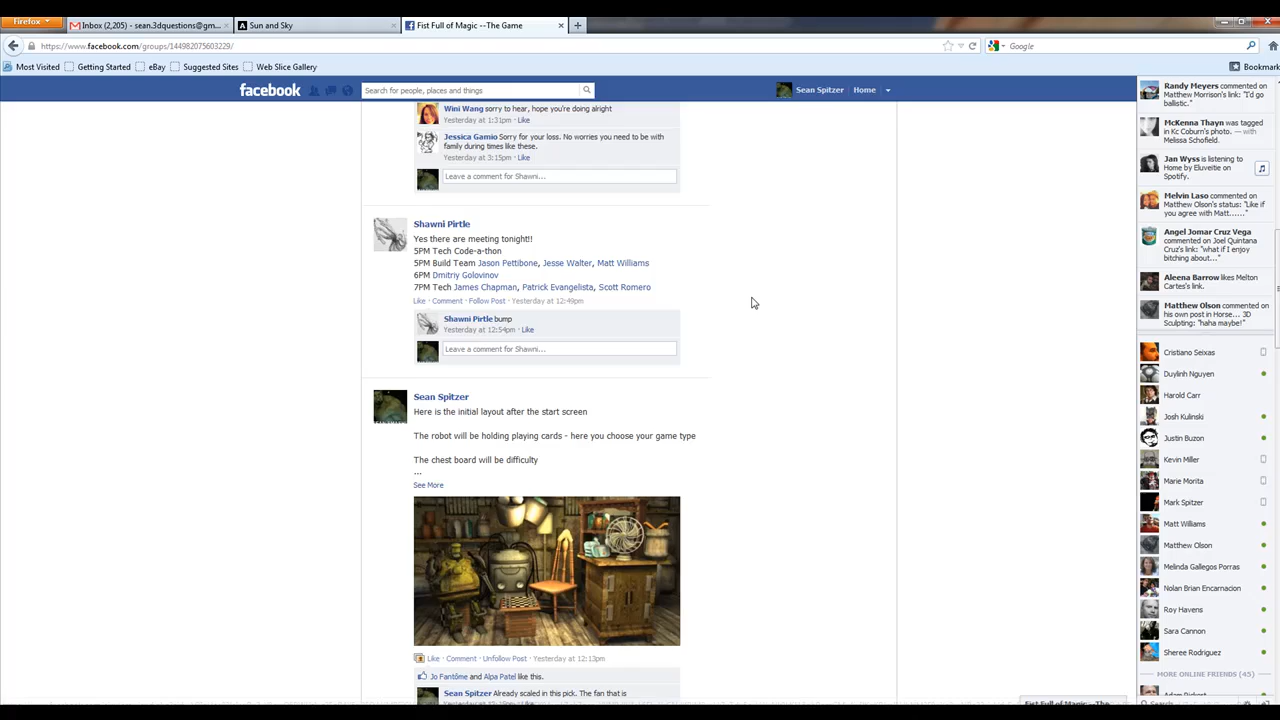 Firefox
Inbox (2,205) - sean.3dquestions@gm...
Sun and Sky
Fist Full of Magic --The Game
https://www.facebook.com/groups/144982075603229/
Google
Most Visited
Getting Started
eBay
Suggested Sites
Web Slice Gallery
Bookmark
facebook
Search for people, places and things
Sean Spitzer
Home
Wini Wang sorry to hear, hope you're doing alright
Yesterday at 1:31pm · Like
Jessica Gamio Sorry for your loss. No worries you need to be with
family during times like these.
Yesterday at 3:15pm · Like
Leave a comment for Shawni...
Shawni Pirtle
Yes there are meeting tonight!!
5PM Tech Code-a-thon
5PM Build Team Jason Pettibone, Jesse Walter, Matt Williams
6PM Dmitriy Golovinov
7PM Tech James Chapman, Patrick Evangelista, Scott Romero
Like · Comment · Follow Post · Yesterday at 12:49pm
Shawni Pirtle bump
Yesterday at 12:54pm · Like
Leave a comment for Shawni...
Sean Spitzer
Here is the initial layout after the start screen
The robot will be holding playing cards - here you choose your game type
The chest board will be difficulty
...
See More
Like · Comment · Unfollow Post · Yesterday at 12:13pm
Jo Fantôme and Alpa Patel like this.
Sean Spitzer Already scaled in this pick. The fan that is
Randy Meyers commented on
Matthew Morrison's link: "I'd go
ballistic."
McKenna Thayn was tagged
in Kc Coburn's photo. — with
Melissa Schofield.
Jan Wyss is listening to
Home by Eluveitie on
Spotify.
Melvin Laso commented on
Matthew Olson's status: "Like if
you agree with Matt......"
Angel Jomar Cruz Vega
commented on Joel Quintana
Cruz's link: "what if I enjoy
bitching about..."
Aleena Barrow likes Melton
Cartes's link.
Matthew Olson commented on
his own post in Horse... 3D
Sculpting: "haha maybe!"
Cristiano Seixas
Duylinh Nguyen
Harold Carr
Josh Kulinski
Justin Buzon
Kevin Miller
Marie Morita
Mark Spitzer
Matt Williams
Matthew Olson
Melinda Gallegos Porras
Nolan Brian Encarnacion
Roy Havens
Sara Cannon
Sheree Rodriguez
MORE ONLINE FRIENDS (45)
Search
Fist Full of Magic --The...